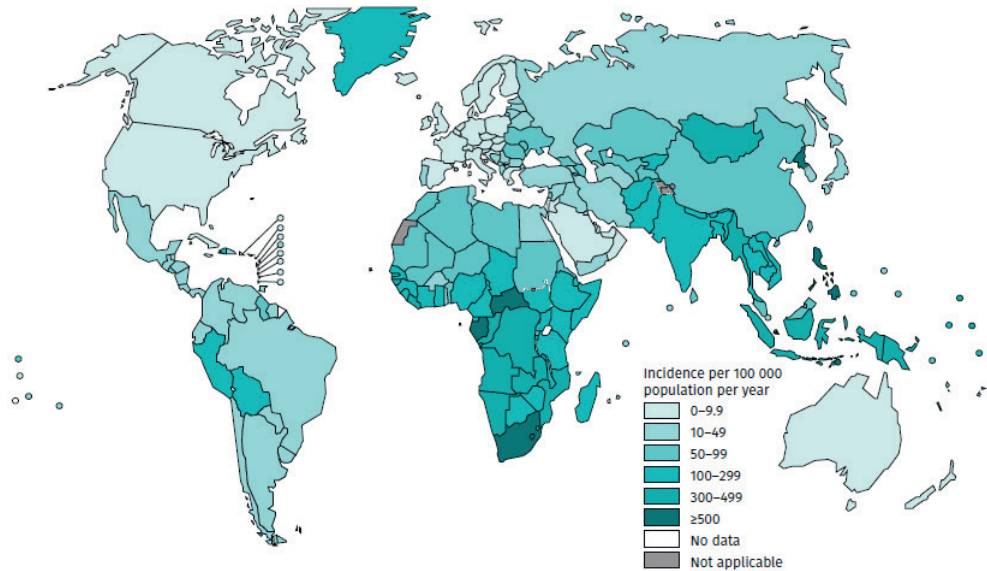 Incidence per 100 000
population per year
0–9.9
10–49
50–99
100–299
300–499
≥500
No data
Not applicable